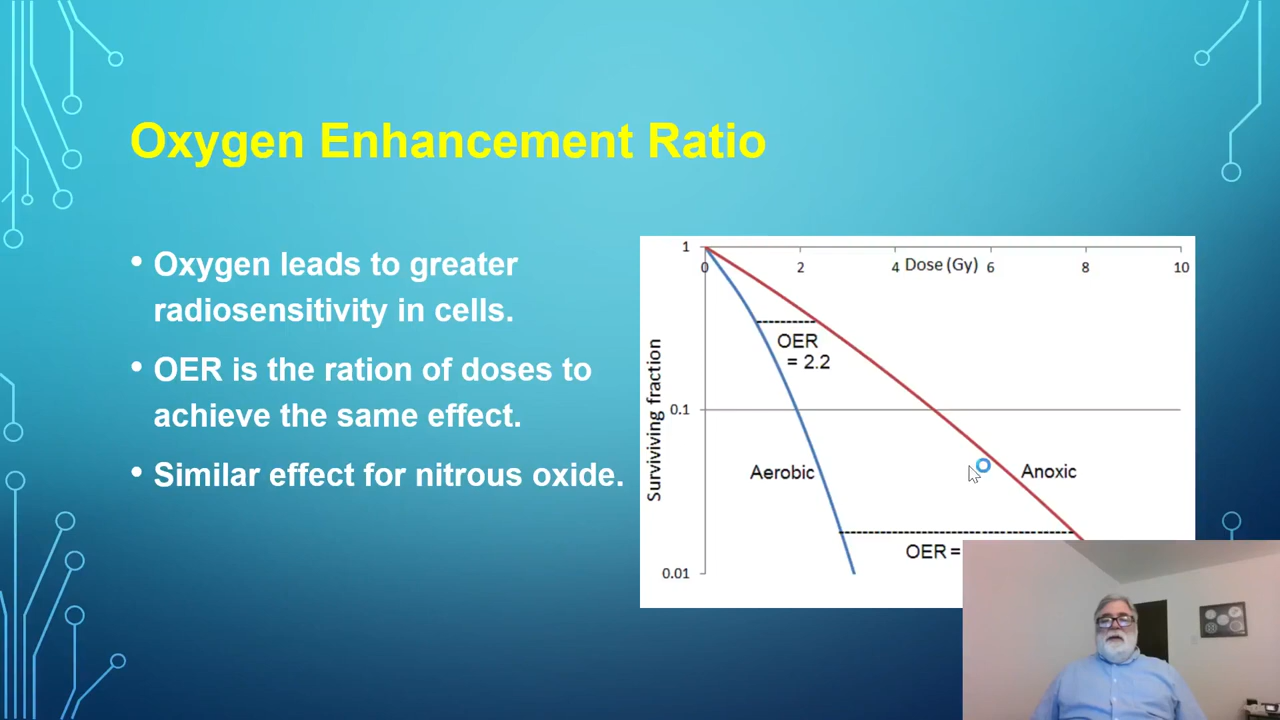 Oxygen Enhancement Ratio
• Oxygen leads to greater
radiosensitivity in cells.
• OER is the ration of doses to
achieve the same effect.
• Similar effect for nitrous oxide.
1
0 2 4 Dose (Gy) 6 8 10
OER
= 2.2
Surviving fraction
0.1
Aerobic
Anoxic
OER =
0.01